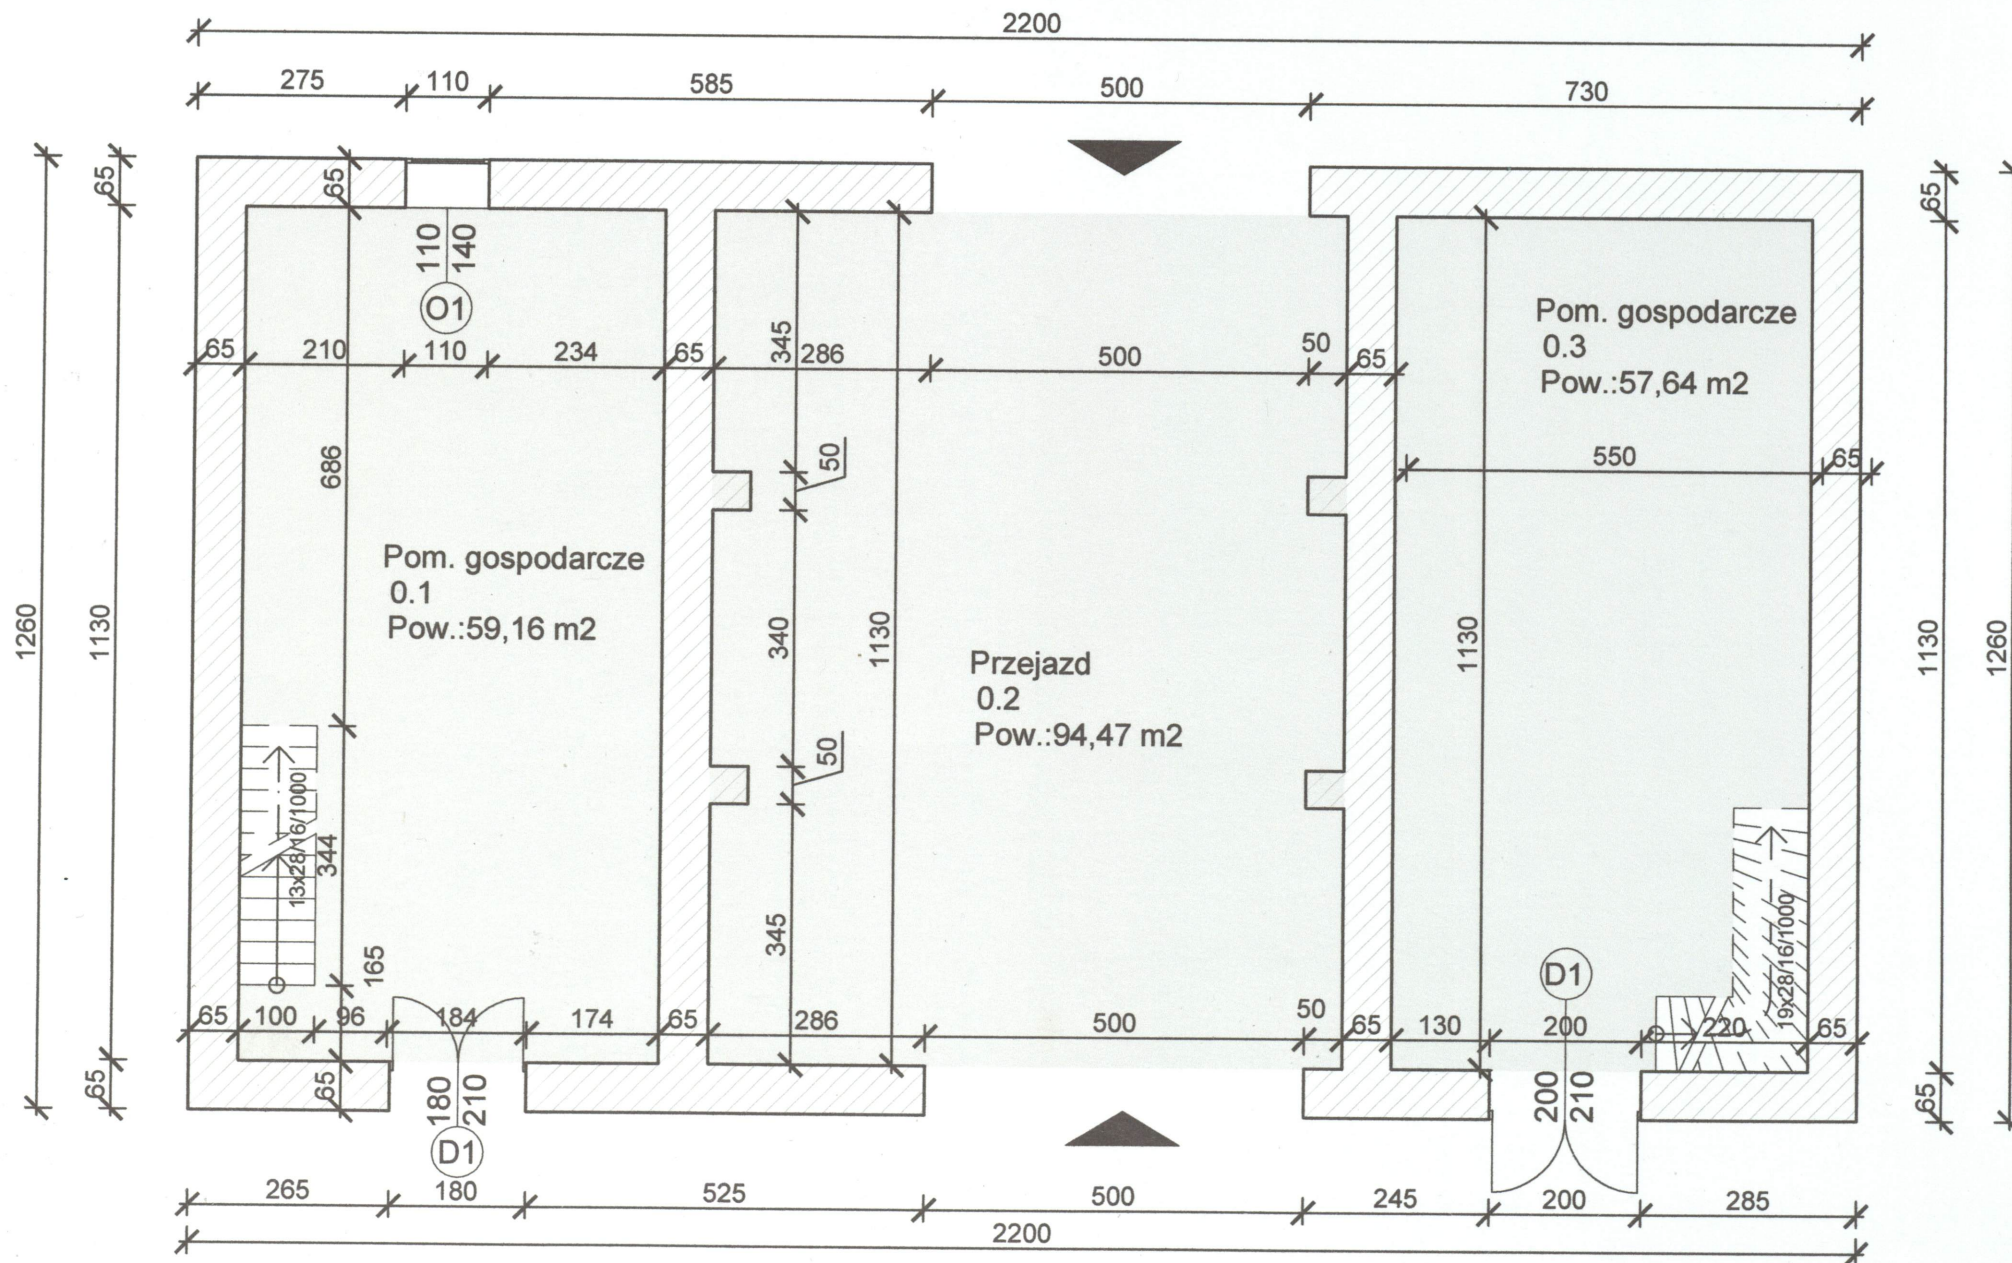 2200
275 110 585 500 730
65
65
65
110
140
O1
65 210 110 234 65 286 500 50 65
345
Pom. gospodarcze
0.3
Pow.:57,64 m2
550 65
686
50
Pom. gospodarcze
0.1
Pow.:59,16 m2
1260
1130
340
1130
Przejazd
0.2
Pow.:94,47 m2
1130
1130
1260
50
13x28/16/1000
344
345
165
19x28/16/1000
D1
65 100 96 184 174 65 286 500 50 65 130 200 220 65
65
65
180
210
D1
200
210
65
265 180 525 500 245 200 285
2200